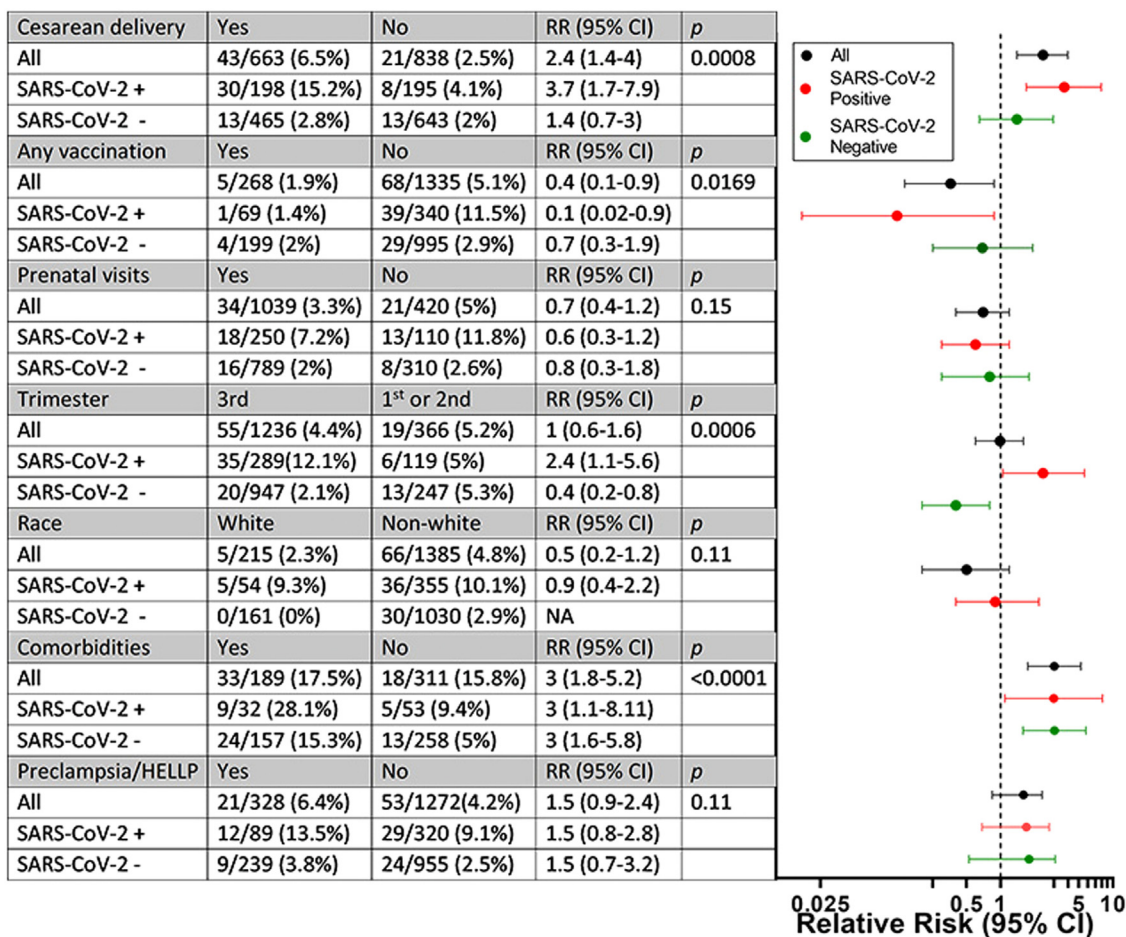 Cesarean delivery Yes No RR (95% CI) p
All 43/663 (6.5%) 21/838 (2.5%) 2.4 (1.4-4) 0.0008
SARS-CoV-2 + 30/198 (15.2%) 8/195 (4.1%) 3.7 (1.7-7.9)
SARS-CoV-2 - 13/465 (2.8%) 13/643 (2%) 1.4 (0.7-3)
Any vaccination Yes No RR (95% CI) p
All 5/268 (1.9%) 68/1335 (5.1%) 0.4 (0.1-0.9) 0.0169
SARS-CoV-2 + 1/69 (1.4%) 39/340 (11.5%) 0.1 (0.02-0.9)
SARS-CoV-2 - 4/199 (2%) 29/995 (2.9%) 0.7 (0.3-1.9)
Prenatal visits Yes No RR (95% CI) p
All 34/1039 (3.3%) 21/420 (5%) 0.7 (0.4-1.2) 0.15
SARS-CoV-2 + 18/250 (7.2%) 13/110 (11.8%) 0.6 (0.3-1.2)
SARS-CoV-2 - 16/789 (2%) 8/310 (2.6%) 0.8 (0.3-1.8)
Trimester 3rd 1st or 2nd RR (95% CI) p
All 55/1236 (4.4%) 19/366 (5.2%) 1 (0.6-1.6) 0.0006
SARS-CoV-2 + 35/289(12.1%) 6/119 (5%) 2.4 (1.1-5.6)
SARS-CoV-2 - 20/947 (2.1%) 13/247 (5.3%) 0.4 (0.2-0.8)
Race White Non-white RR (95% CI) p
All 5/215 (2.3%) 66/1385 (4.8%) 0.5 (0.2-1.2) 0.11
SARS-CoV-2 + 5/54 (9.3%) 36/355 (10.1%) 0.9 (0.4-2.2)
SARS-CoV-2 - 0/161 (0%) 30/1030 (2.9%) NA
Comorbidities Yes No RR (95% CI) p
All 33/189 (17.5%) 18/311 (15.8%) 3 (1.8-5.2) <0.0001
SARS-CoV-2 + 9/32 (28.1%) 5/53 (9.4%) 3 (1.1-8.11)
SARS-CoV-2 - 24/157 (15.3%) 13/258 (5%) 3 (1.6-5.8)
Preclampsia/HELLP Yes No RR (95% CI) p
All 21/328 (6.4%) 53/1272(4.2%) 1.5 (0.9-2.4) 0.11
SARS-CoV-2 + 12/89 (13.5%) 29/320 (9.1%) 1.5 (0.8-2.8)
SARS-CoV-2 - 9/239 (3.8%) 24/955 (2.5%) 1.5 (0.7-3.2)
All
SARS-CoV-2
Positive
SARS-CoV-2
Negative
0.025 0.5 1 5 10
Relative Risk (95% CI)